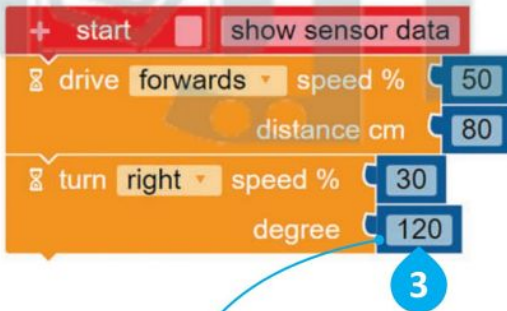 + start show sensor data
drive forwards speed % 50
distance cm 80
turn right speed % 30
degree 120
3